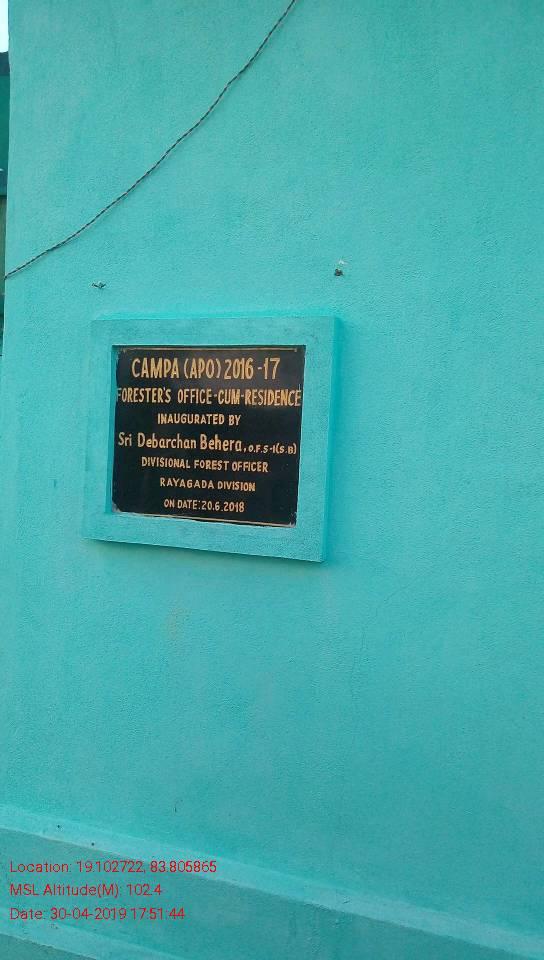 CAMPA (APO) 2016-17
FORESTER'S OFFICE-CUM-RESIDENCE
INAUGURATED BY
Sri Debarchan Behera, O.F.S-1(S.B)
DIVISIONAL FOREST OFFICER
RAYAGADA DIVISION
ON DATE:20.6.2018
Location: 19.102722, 83.805865
MSL Altitude(M): 102.4
Date: 30-04-2019 17:51:44